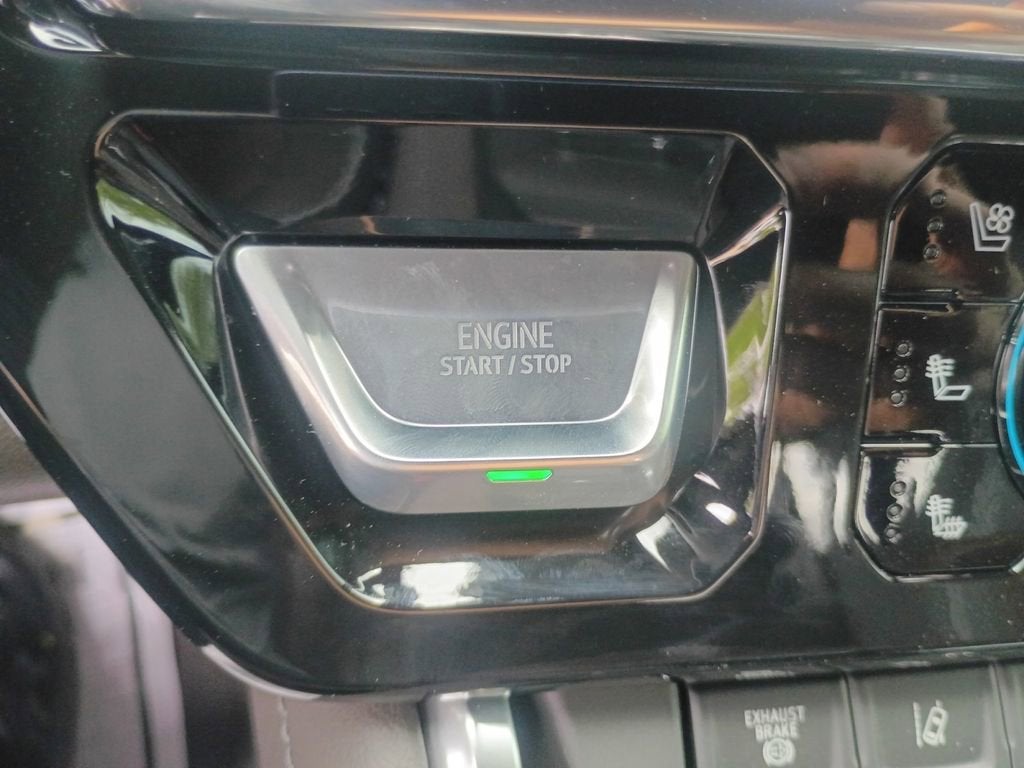 ENGINE
START / STOP
EXHAUST
BRAKE